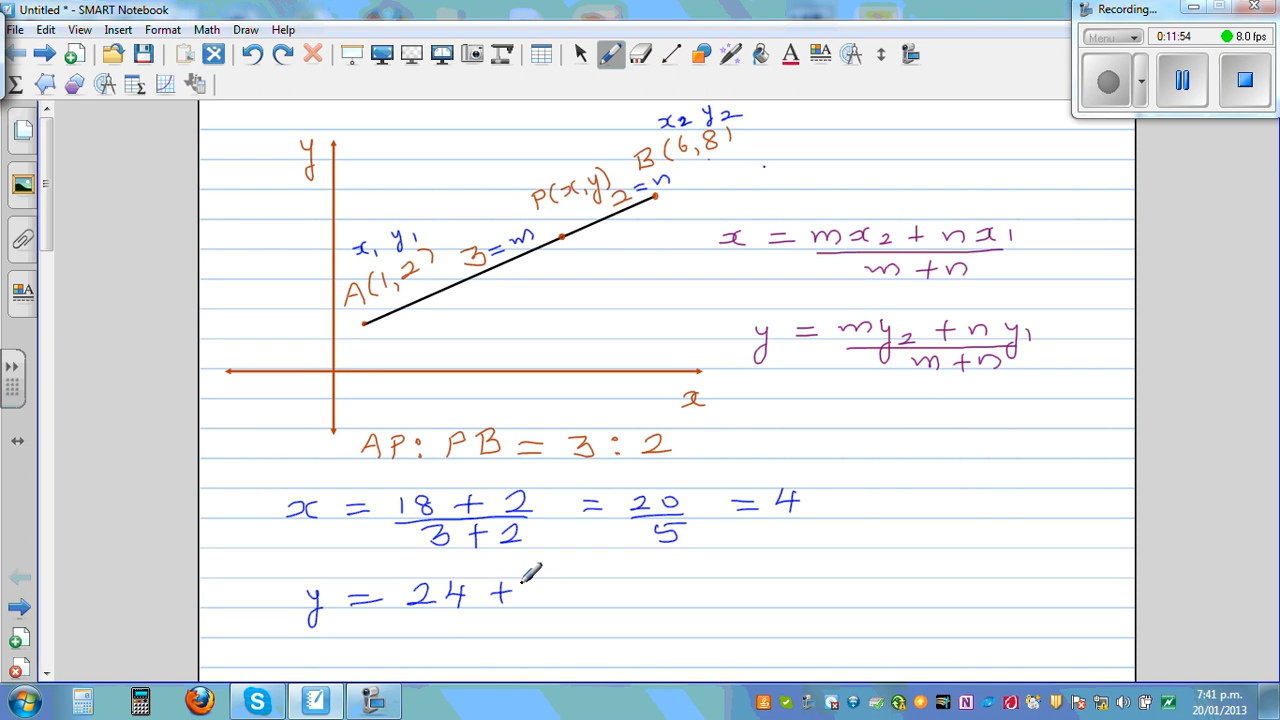 Untitled * - SMART Notebook
Recording...
File Edit View Insert Format Math Draw Help
Menu
0:11:54
8.0 fps
x2 y2
B(6,8)
y
P(x,y)
2 = n
x1 y1
3 = m
A(1,2)
x = mx2 + nx1
m + n
y = my2 + ny1
m + n
x
AP : PB = 3 : 2
x = 18 + 2 = 20 = 4
3 + 2 5
y = 24 +
7:41 p.m.
20/01/2013